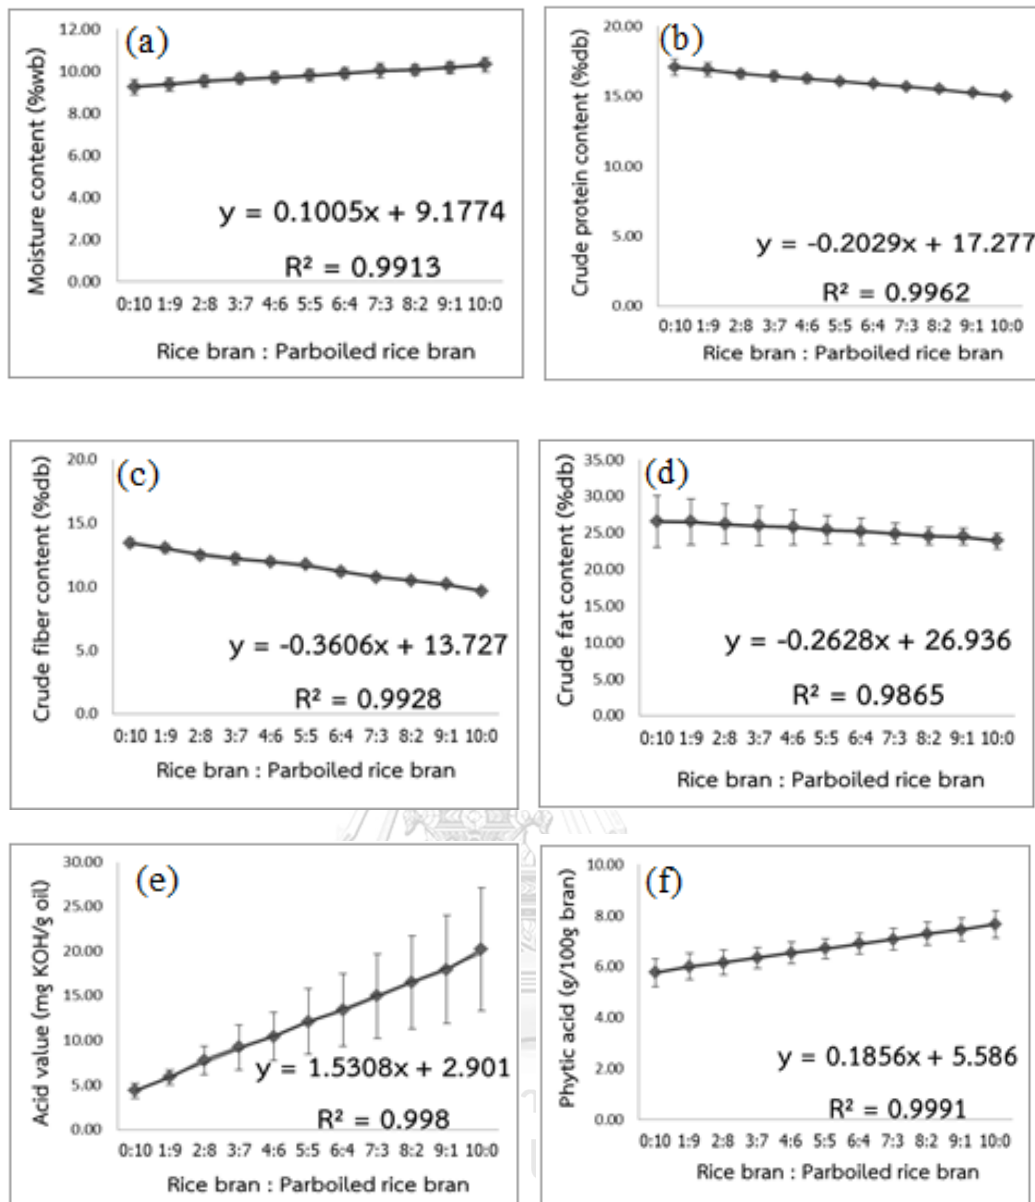 (a)
Moisture content (%wb)
12.00
10.00
8.00
6.00
4.00
2.00
0.00
y = 0.1005x + 9.1774
R² = 0.9913
0:10 1:9 2:8 3:7 4:6 5:5 6:4 7:3 8:2 9:1 10:0
Rice bran : Parboiled rice bran
(b)
Crude protein content (%db)
20.00
15.00
10.00
5.00
0.00
y = -0.2029x + 17.277
R² = 0.9962
0:10 1:9 2:8 3:7 4:6 5:5 6:4 7:3 8:2 9:1 10:0
Rice bran : Parboiled rice bran
(c)
Crude fiber content (%db)
20.0
15.0
10.0
5.0
0.0
y = -0.3606x + 13.727
R² = 0.9928
0:10 1:9 2:8 3:7 4:6 5:5 6:4 7:3 8:2 9:1 10:0
Rice bran : Parboiled rice bran
(d)
Crude fat content (%db)
35.00
30.00
25.00
20.00
15.00
10.00
5.00
0.00
y = -0.2628x + 26.936
R² = 0.9865
0:10 1:9 2:8 3:7 4:6 5:5 6:4 7:3 8:2 9:1 10:0
Rice bran : Parboiled rice bran
(e)
Acid value (mg KOH/g oil)
30.00
25.00
20.00
15.00
10.00
5.00
0.00
y = 1.5308x + 2.901
R² = 0.998
0:10 1:9 2:8 3:7 4:6 5:5 6:4 7:3 8:2 9:1 10:0
Rice bran : Parboiled rice bran
(f)
Phytic acid (g/100g bran)
10.00
8.00
6.00
4.00
2.00
0.00
y = 0.1856x + 5.586
R² = 0.9991
0:10 1:9 2:8 3:7 4:6 5:5 6:4 7:3 8:2 9:1 10:0
Rice bran : Parboiled rice bran